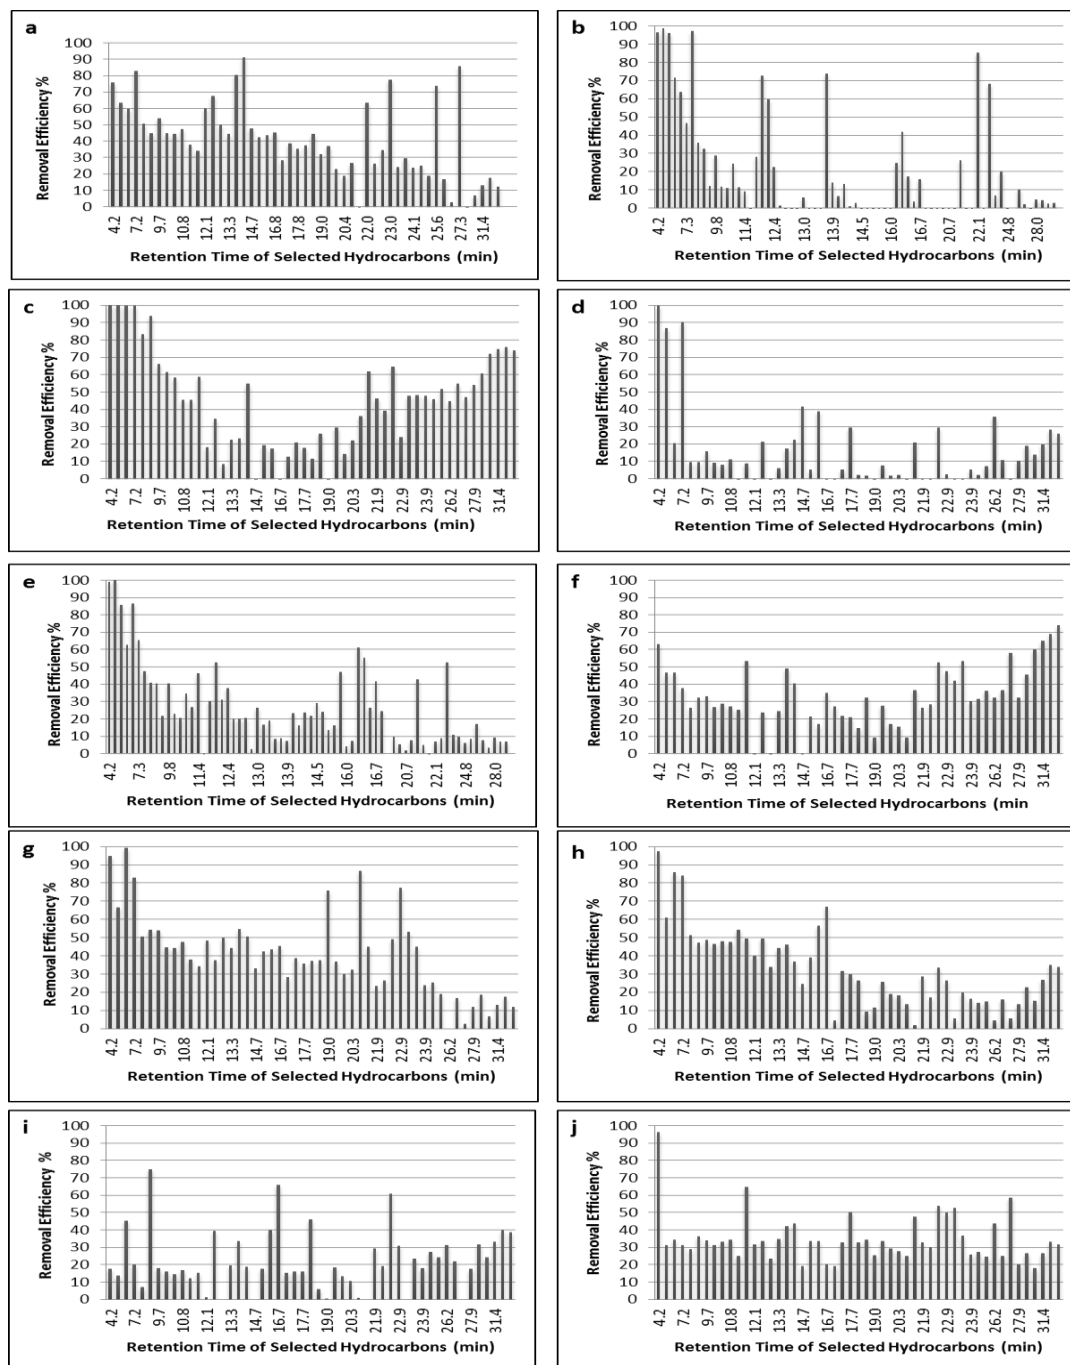 a
Removal Efficiency %
100
90
80
70
60
50
40
30
20
10
0
4.2 7.2 9.7 10.8 12.1 13.3 14.7 16.7 17.8 19.0 20.4 22.0 23.0 24.1 25.6 27.3 31.4
Retention Time of Selected Hydrocarbons (min)
b
Removal Efficiency %
100
90
80
70
60
50
40
30
20
10
0
4.2 7.3 9.8 11.4 12.4 13.0 13.9 14.5 16.0 16.7 20.7 22.1 24.8 28.0
Retention Time of Selected Hydrocarbons (min)
c
Removal Efficiency %
100
90
80
70
60
50
40
30
20
10
0
4.2 7.2 9.7 10.8 12.1 13.3 14.7 16.7 17.7 19.0 20.3 21.9 22.9 23.9 26.2 27.9 31.4
Retention Time of Selected Hydrocarbons (min)
d
Removal Efficiency %
100
90
80
70
60
50
40
30
20
10
0
4.2 7.2 9.7 10.8 12.1 13.3 14.7 16.7 17.7 19.0 20.3 21.9 22.9 23.9 26.2 27.9 31.4
Retention Time of Selected Hydrocarbons (min)
e
Removal Efficiency %
100
90
80
70
60
50
40
30
20
10
0
4.2 7.3 9.8 11.4 12.4 13.0 13.9 14.5 16.0 16.7 20.7 22.1 24.8 28.0
Retention Time of Selected Hydrocarbons (min)
f
Removal Efficiency %
100
90
80
70
60
50
40
30
20
10
0
4.2 7.2 9.7 10.8 12.1 13.3 14.7 16.7 17.7 19.0 20.3 21.9 22.9 23.9 26.2 27.9 31.4
Retention Time of Selected Hydrocarbons (min
g
Removal Efficiency %
100
90
80
70
60
50
40
30
20
10
0
4.2 7.2 9.7 10.8 12.1 13.3 14.7 16.7 17.7 19.0 20.3 21.9 22.9 23.9 26.2 27.9 31.4
Retention Time of Selected Hydrocarbons (min)
h
Removal Efficiency %
100
90
80
70
60
50
40
30
20
10
0
4.2 7.2 9.7 10.8 12.1 13.3 14.7 16.7 17.7 19.0 20.3 21.9 22.9 23.9 26.2 27.9 31.4
Retention Time of Selected Hydrocarbons (min)
i
Removal Efficiency %
100
90
80
70
60
50
40
30
20
10
0
4.2 7.2 9.7 10.8 12.1 13.3 14.7 16.7 17.7 19.0 20.3 21.9 22.9 23.9 26.2 27.9 31.4
Retention Time of Selected Hydrocarbons (min)
j
Removal Efficiency %
100
90
80
70
60
50
40
30
20
10
0
4.2 7.2 9.7 10.8 12.1 13.3 14.7 16.7 17.7 19.0 20.3 21.9 22.9 23.9 26.2 27.9 31.4
Retention Time of Selected Hydrocarbons (min)